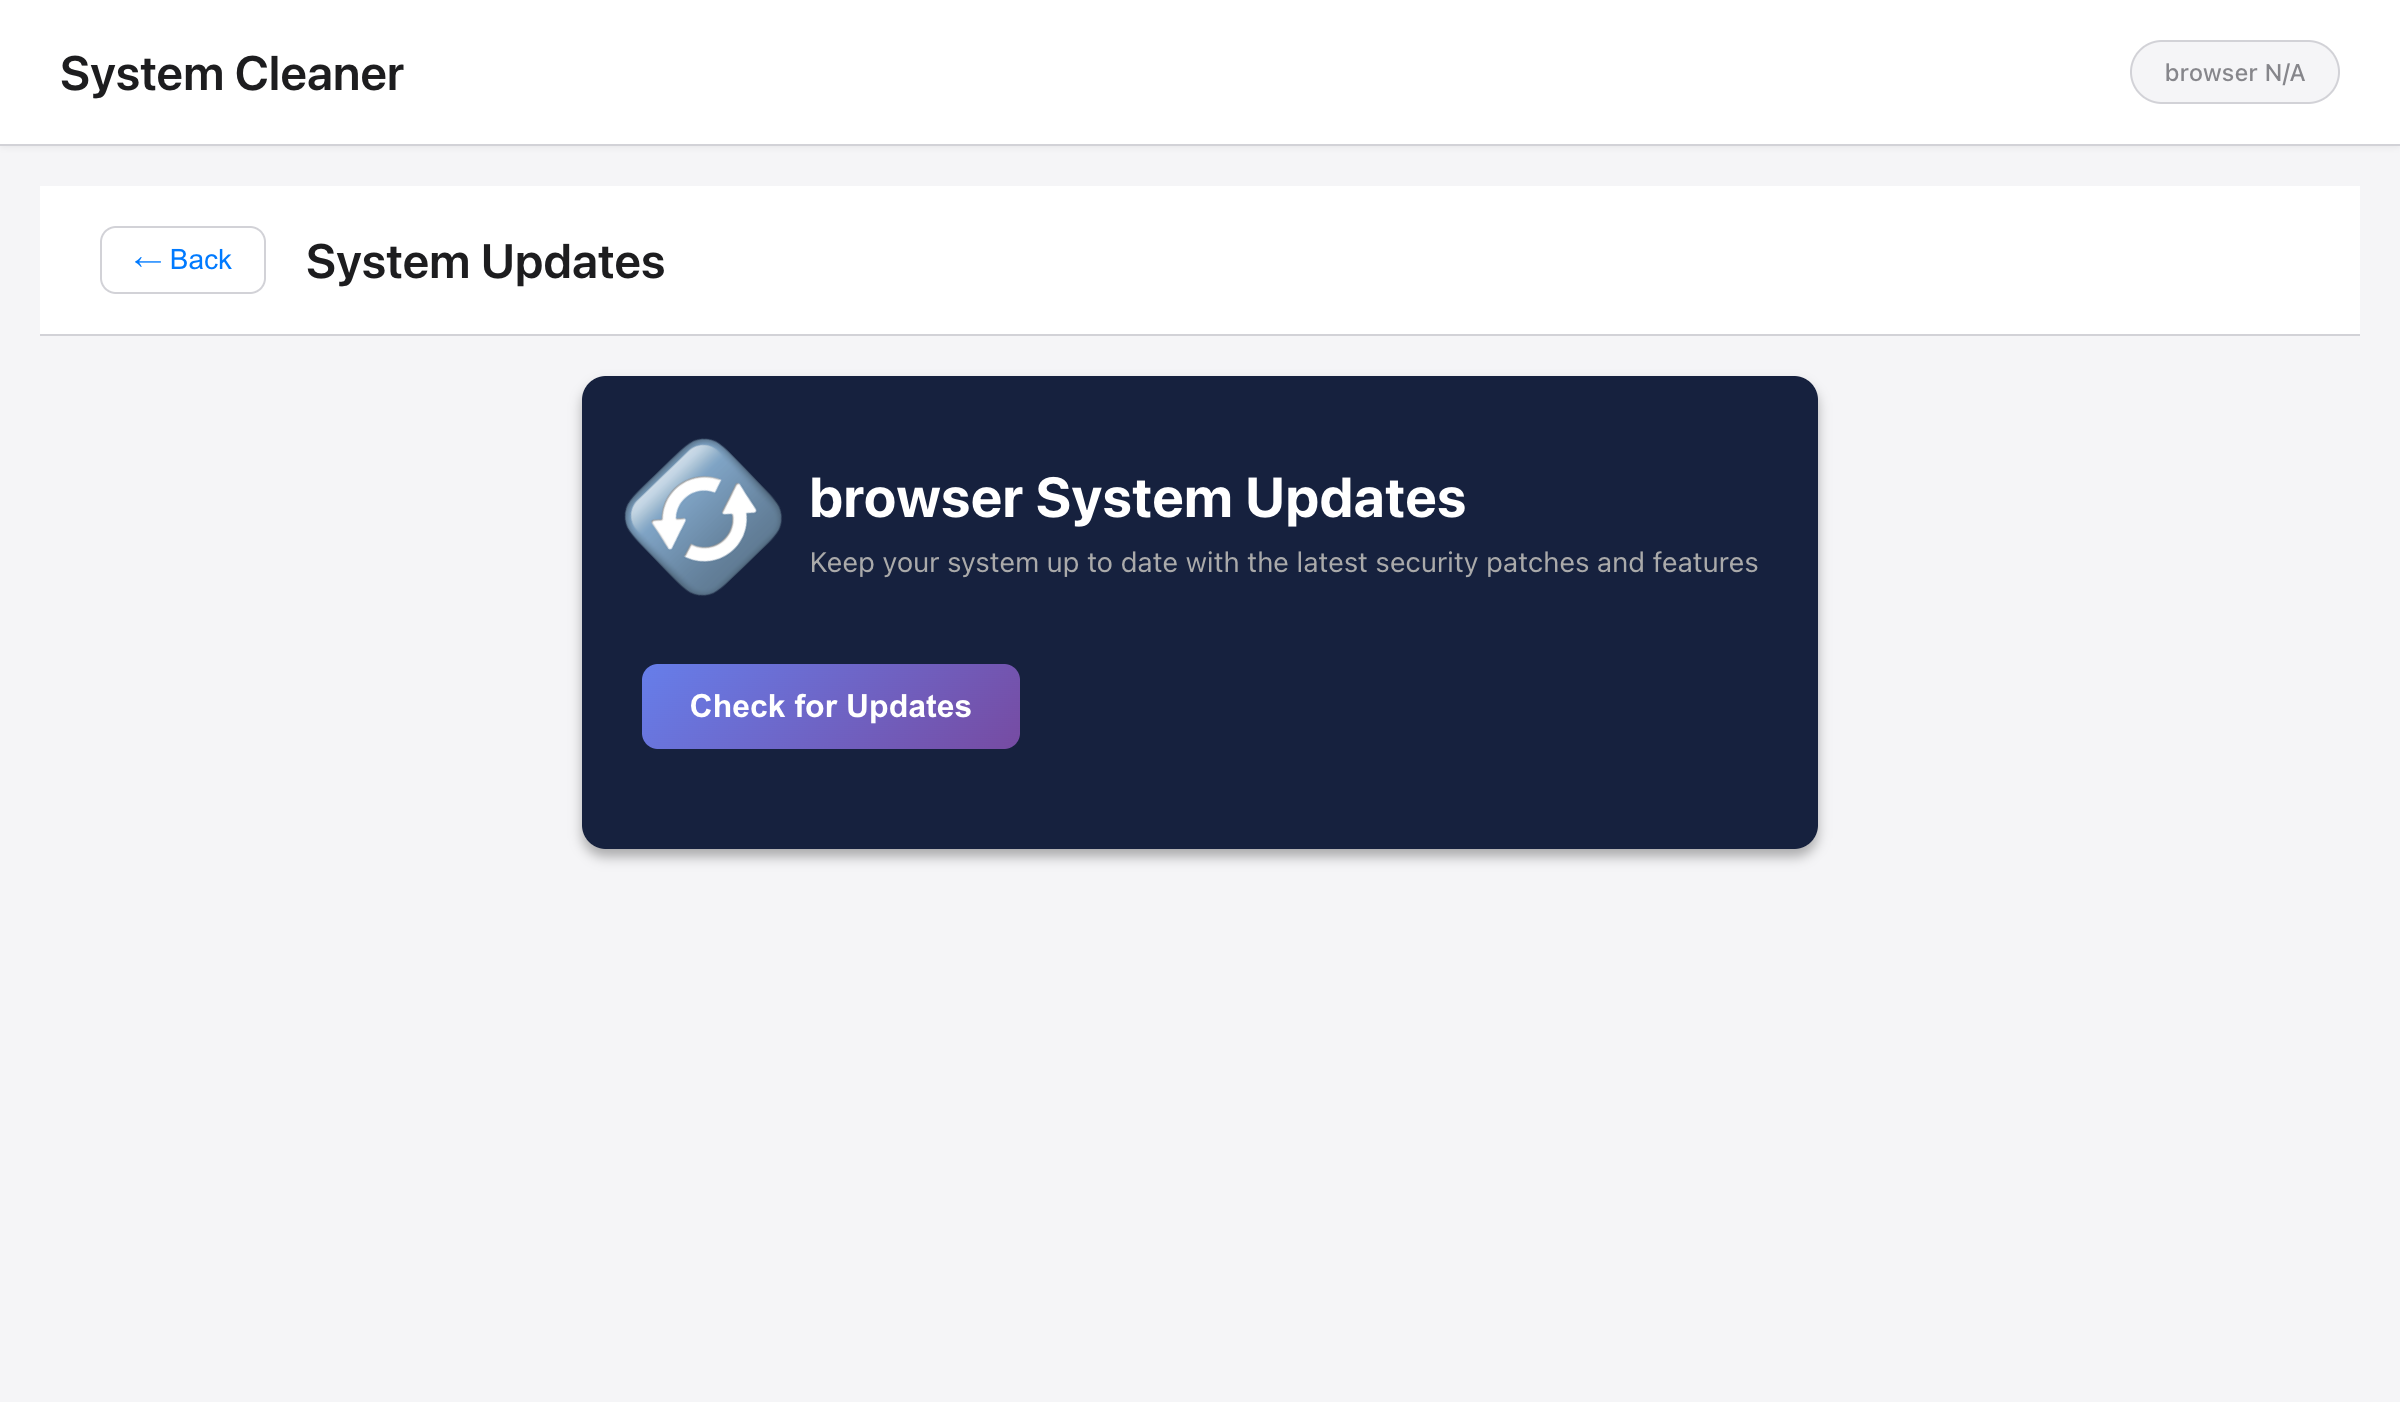 System Cleaner
browser N/A
← Back
System Updates
browser System Updates
Keep your system up to date with the latest security patches and features
Check for Updates